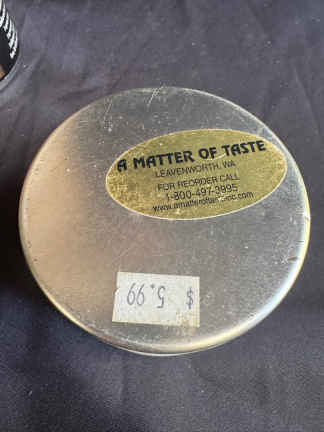 A MATTER OF TASTE
LEAVENWORTH, WA
FOR REORDER CALL
1-800-497-3995
$ 5.99